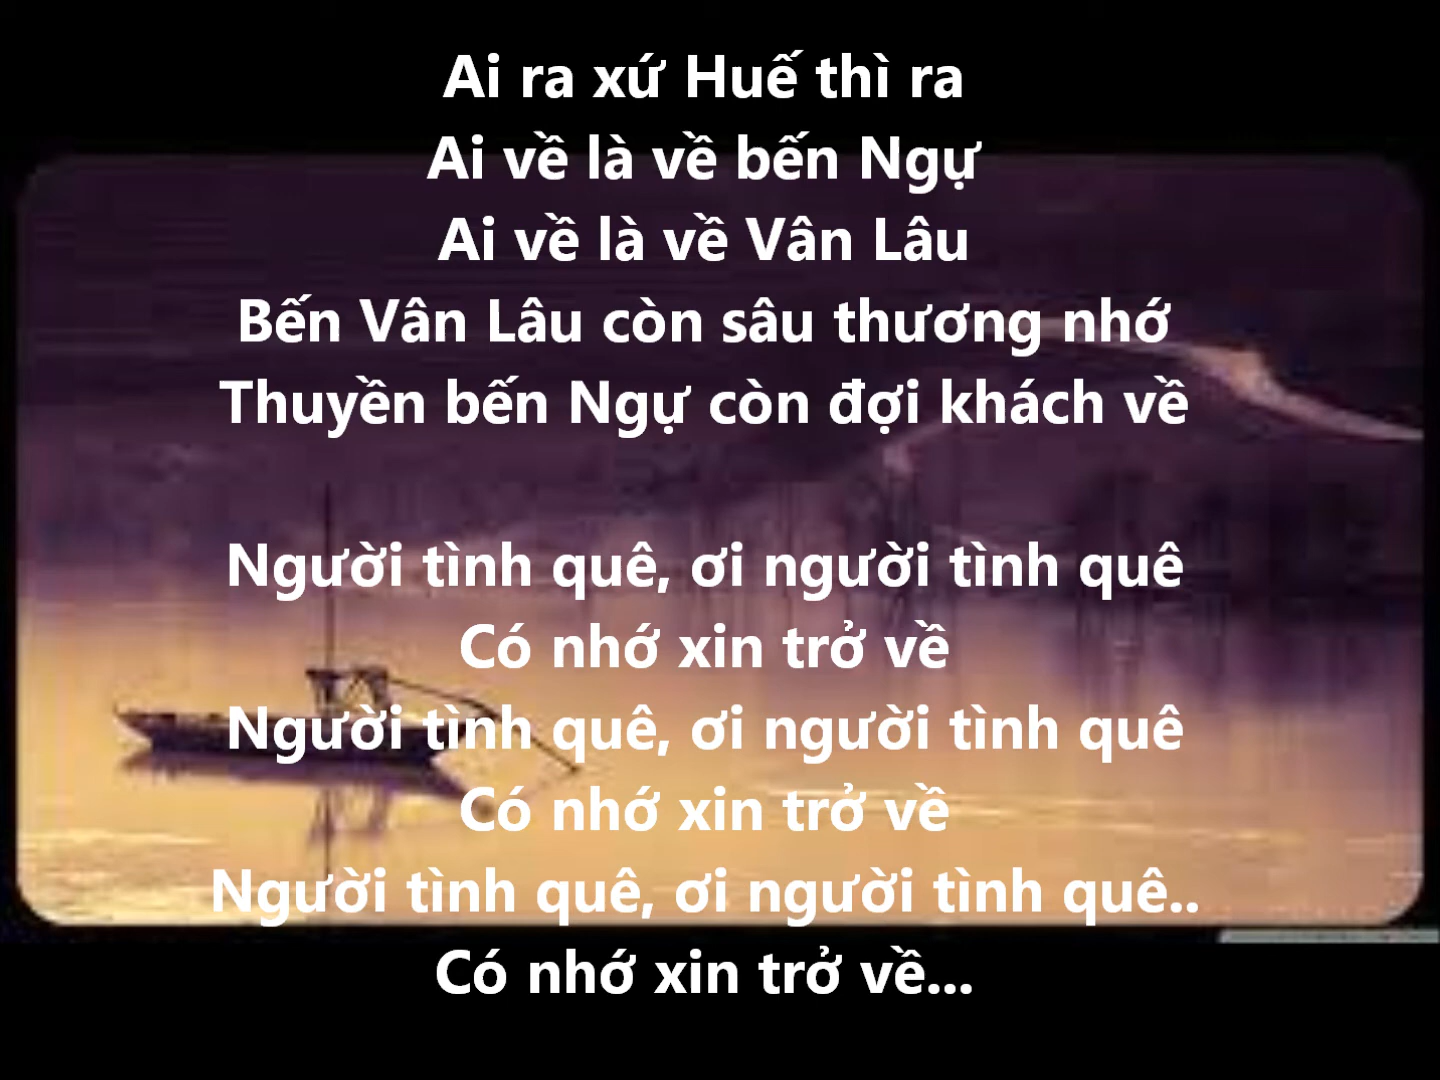 Ai ra xứ Huế thì ra
Ai về là về bến Ngự
Ai về là về Vân Lâu
Bến Vân Lâu còn sâu thương nhớ
Thuyền bến Ngự còn đợi khách về
Người tình quê, ơi người tình quê
Có nhớ xin trở về
Người tình quê, ơi người tình quê
Có nhớ xin trở về
Người tình quê, ơi người tình quê..
Có nhớ xin trở về...